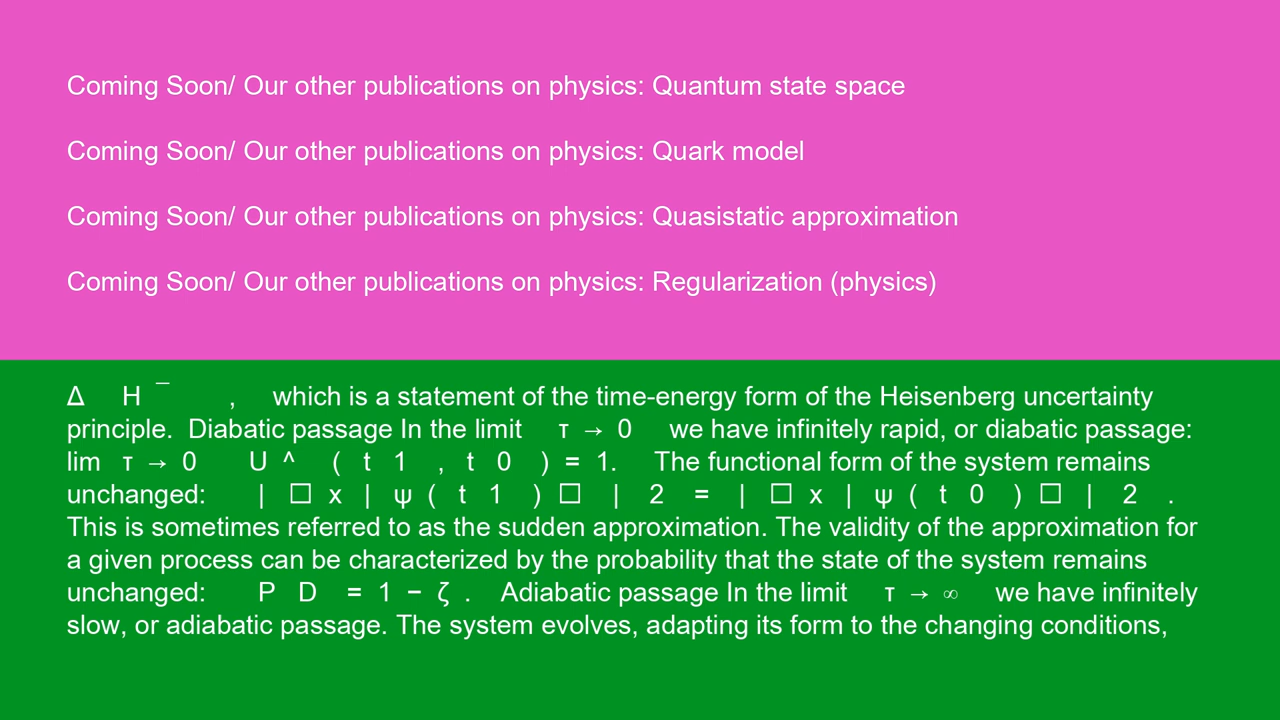 Coming Soon/ Our other publications on physics: Quantum state space
Coming Soon/ Our other publications on physics: Quark model
Coming Soon/ Our other publications on physics: Quasistatic approximation
Coming Soon/ Our other publications on physics: Regularization (physics)
Δ H ¯ , which is a statement of the time-energy form of the Heisenberg uncertainty
principle. Diabatic passage In the limit τ → 0 we have infinitely rapid, or diabatic passage:
lim τ → 0 U ^ ( t 1 , t 0 ) = 1. The functional form of the system remains
unchanged: | □ x | ψ ( t 1 ) □ | 2 = | □ x | ψ ( t 0 ) □ | 2 .
This is sometimes referred to as the sudden approximation. The validity of the approximation for
a given process can be characterized by the probability that the state of the system remains
unchanged: P D = 1 − ζ . Adiabatic passage In the limit τ → ∞ we have infinitely
slow, or adiabatic passage. The system evolves, adapting its form to the changing conditions,